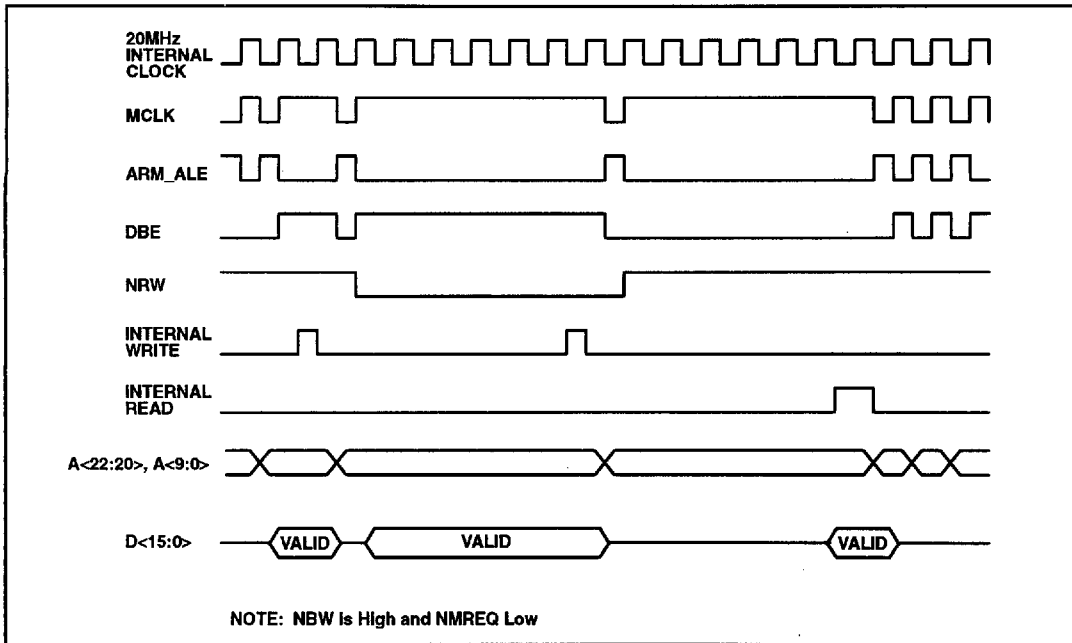 20MHz
INTERNAL
CLOCK
MCLK
ARM_ALE
DBE
NRW
INTERNAL
WRITE
INTERNAL
READ
A<22:20>, A<9:0>
D<15:0>
VALID
VALID
VALID
NOTE: NBW is High and NMREQ Low